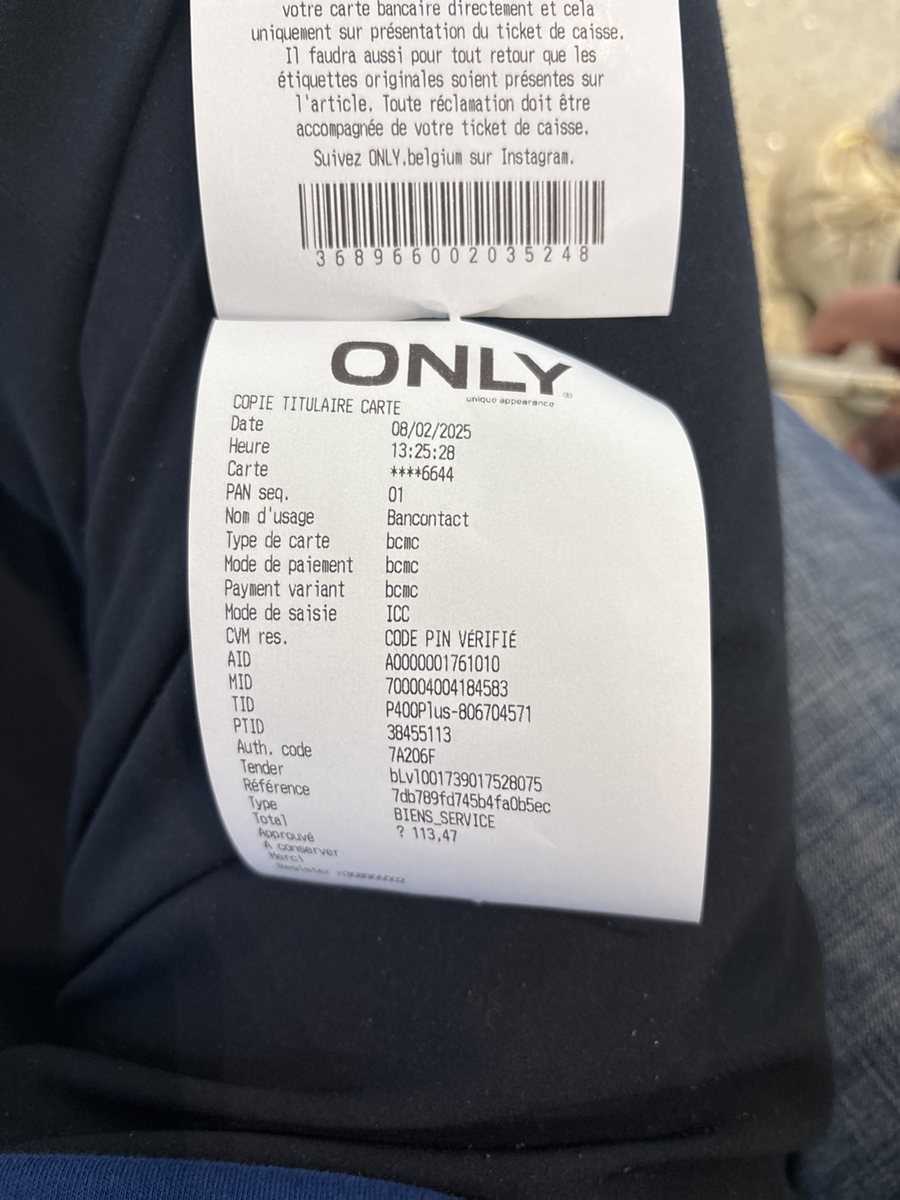 votre carte bancaire directement et cela
uniquement sur présentation du ticket de caisse.
Il faudra aussi pour tout retour que les
étiquettes originales soient présentes sur
l'article. Toute réclamation doit être
accompagnée de votre ticket de caisse.
Suivez ONLY.belgium sur Instagram.
368966002035248
ONLY®
unique appearance
COPIE TITULAIRE CARTE
Date 08/02/2025
Heure 13:25:28
Carte ****6644
PAN seq. 01
Nom d'usage Bancontact
Type de carte bcmc
Mode de paiement bcmc
Payment variant bcmc
Mode de saisie ICC
CVM res. CODE PIN VÉRIFIÉ
AID A0000001761010
MID 700004004184583
TID P400Plus-806704571
PTID 38455113
Auth. code 7A206F
Tender bLvl001739017528075
Référence 7db789fd745b4fa0b5ec
Type BIENS_SERVICE
Total ? 113,47
Approuvé
A conserver
Merci
Register